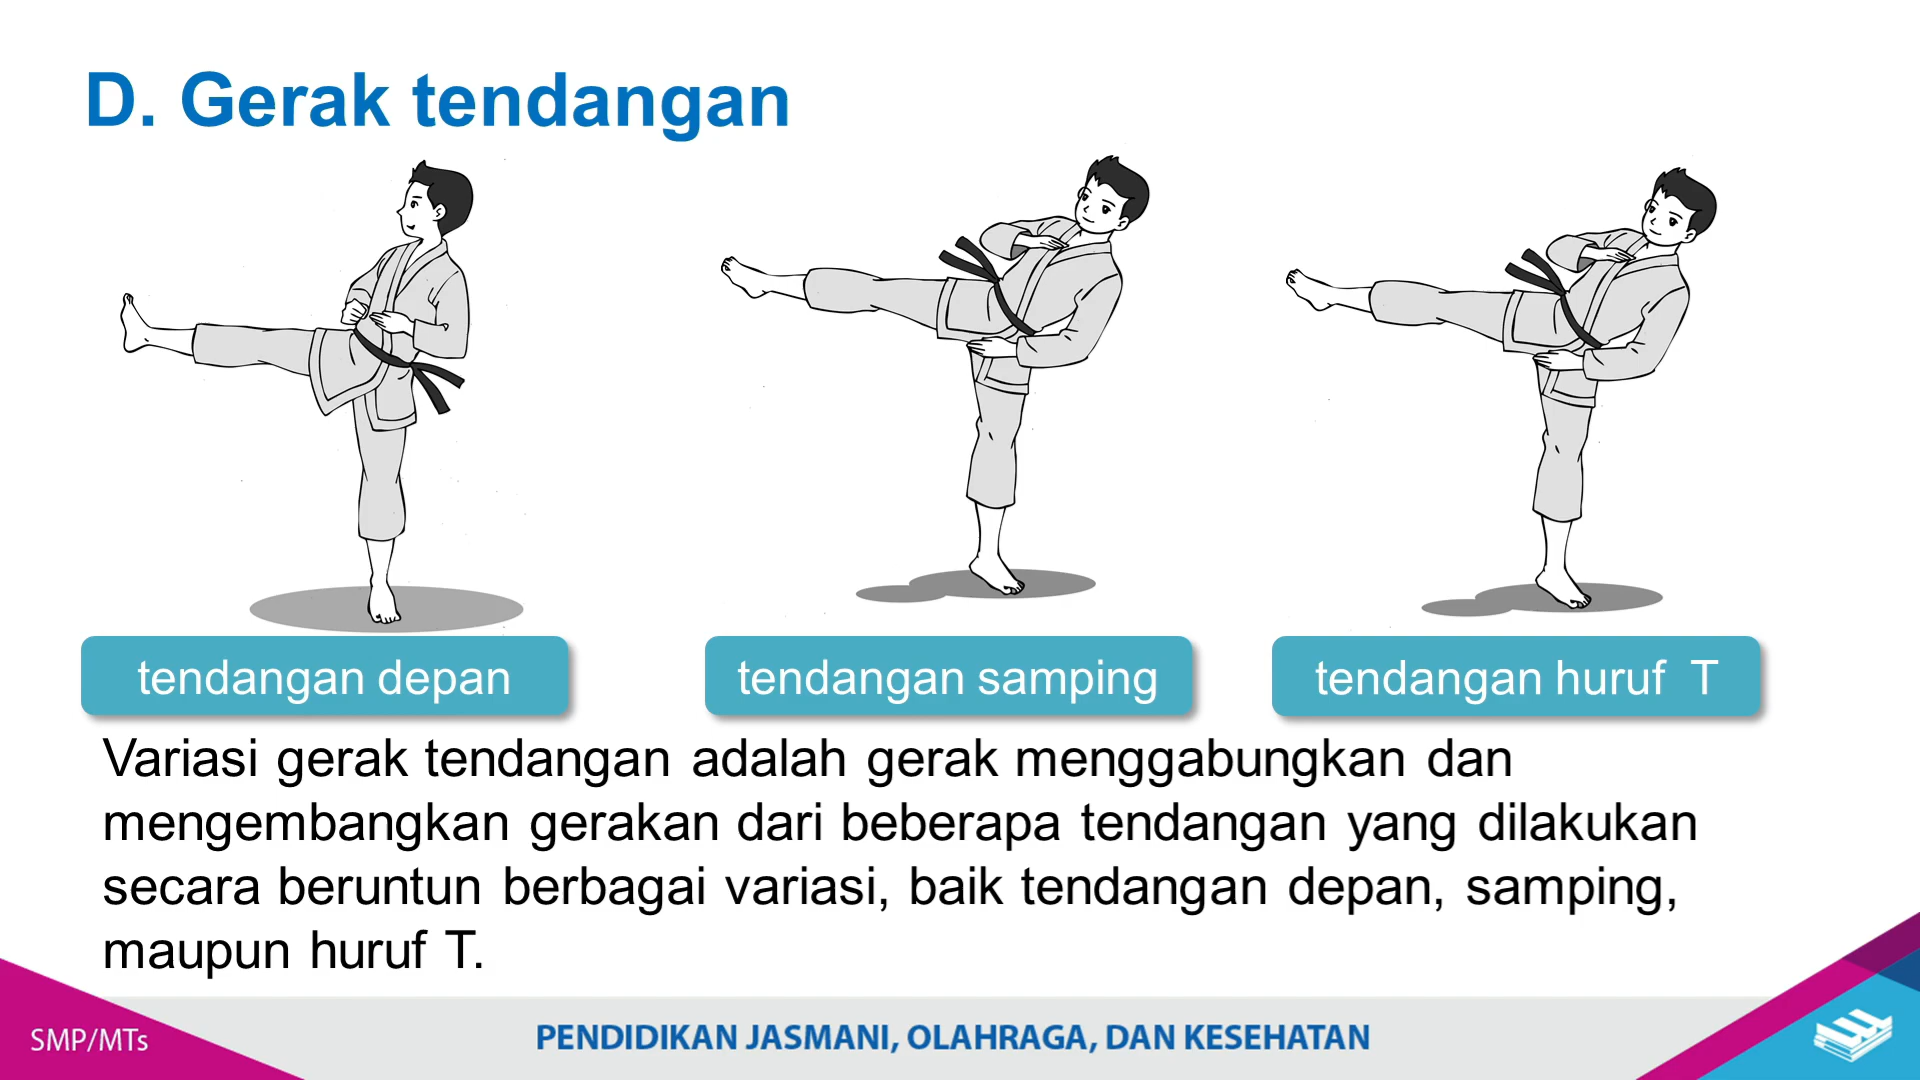 D. Gerak tendangan
tendangan depan
tendangan samping
tendangan huruf T
Variasi gerak tendangan adalah gerak menggabungkan dan
mengembangkan gerakan dari beberapa tendangan yang dilakukan
secara beruntun berbagai variasi, baik tendangan depan, samping,
maupun huruf T.
SMP/MTs
PENDIDIKAN JASMANI, OLAHRAGA, DAN KESEHATAN